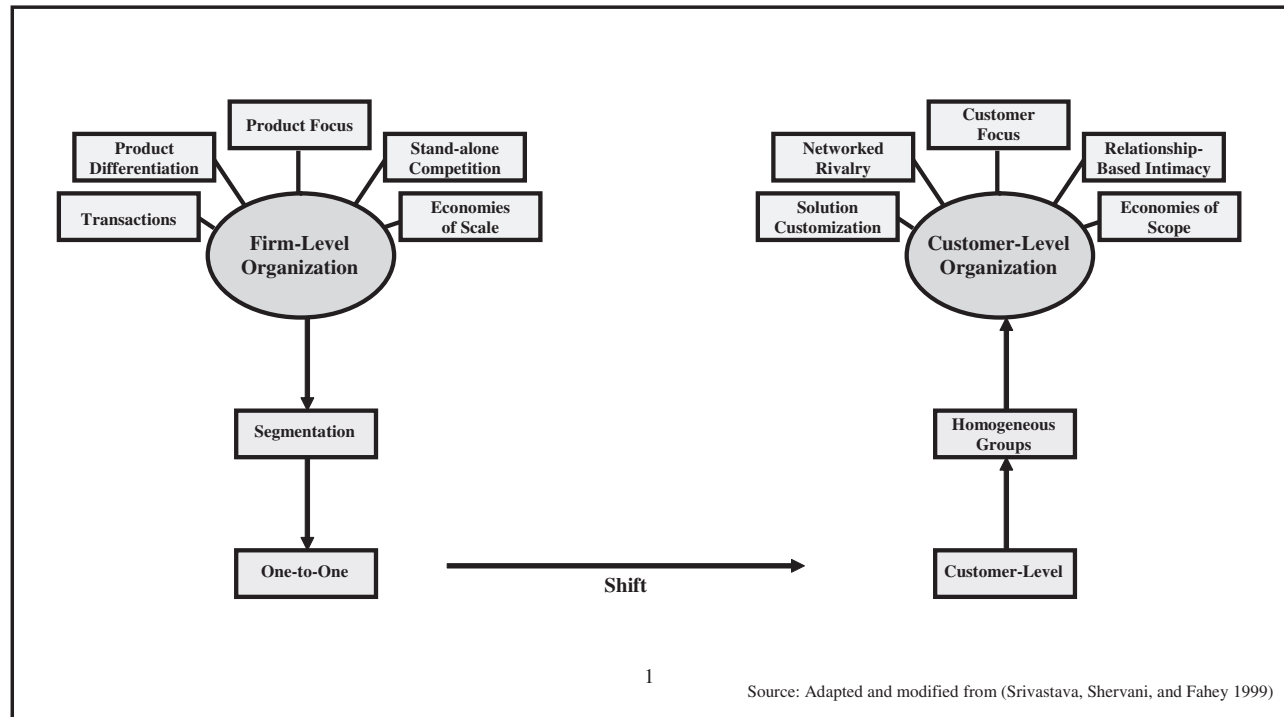 Product Focus
Product
Differentiation
Stand-alone
Competition
Transactions
Economies
of Scale
Firm-Level
Organization
Segmentation
One-to-One
Shift
Customer
Focus
Networked
Rivalry
Relationship-
Based Intimacy
Solution
Customization
Economies of
Scope
Customer-Level
Organization
Homogeneous
Groups
Customer-Level
1
Source: Adapted and modified from (Srivastava, Shervani, and Fahey 1999)